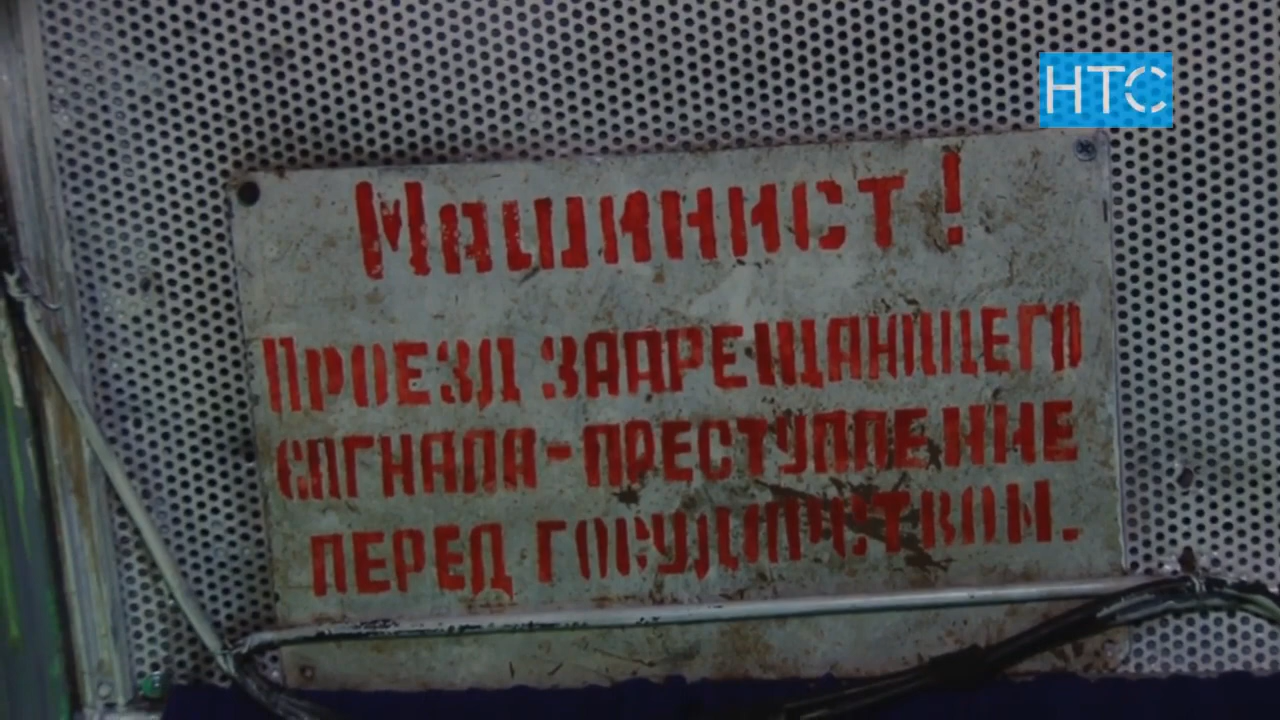 НТС
Машинист!
Проезд запрещающего
сигнала-преступление
перед государством.